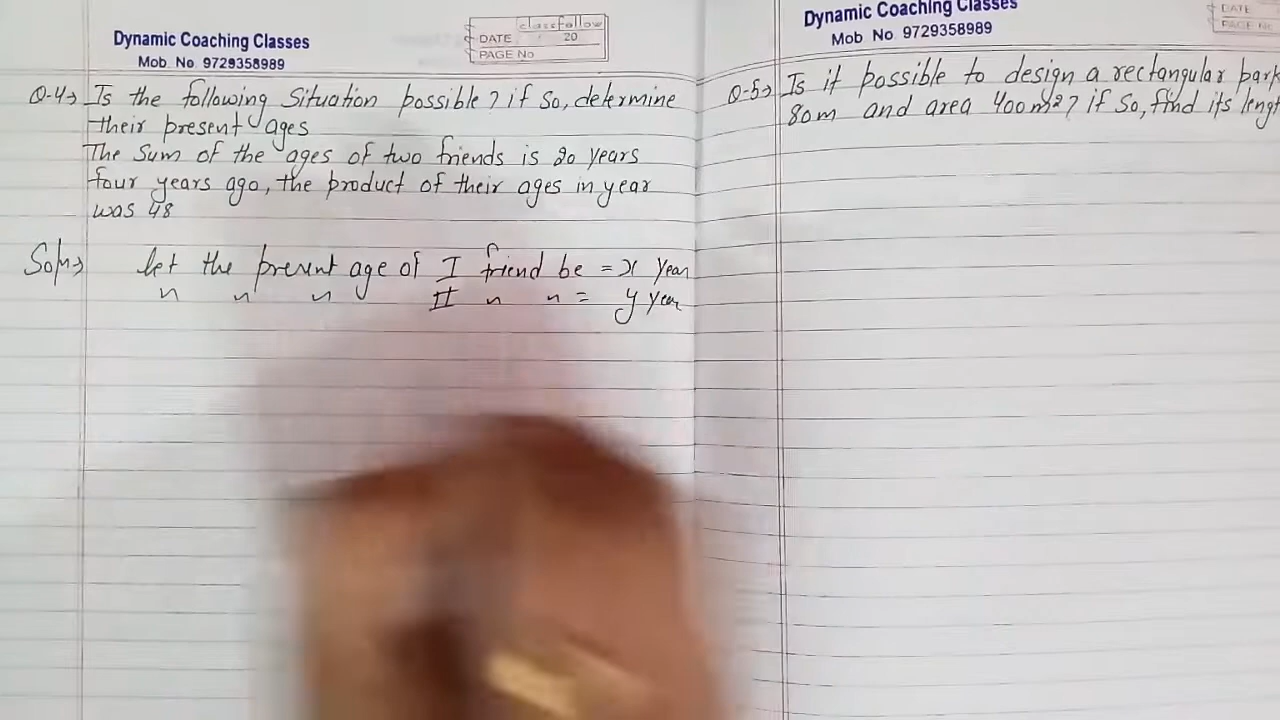 Dynamic Coaching Classes
Mob No 9729358989
classfellow
DATE 20
PAGE No
Q-4→ Is the following Situation possible? if So, determine
their present ages
The Sum of the ages of two friends is 20 years
four years ago, the product of their ages in year
was 48
Soln→ let the present age of I friend be = x year
〃 〃 〃 II 〃 〃 = y year
Dynamic Coaching Classes
Mob No 9729358989
DATE
PAGE No
Q-5→ Is it possible to design a rectangular park
80m and area 400m²? if So, find its lengt